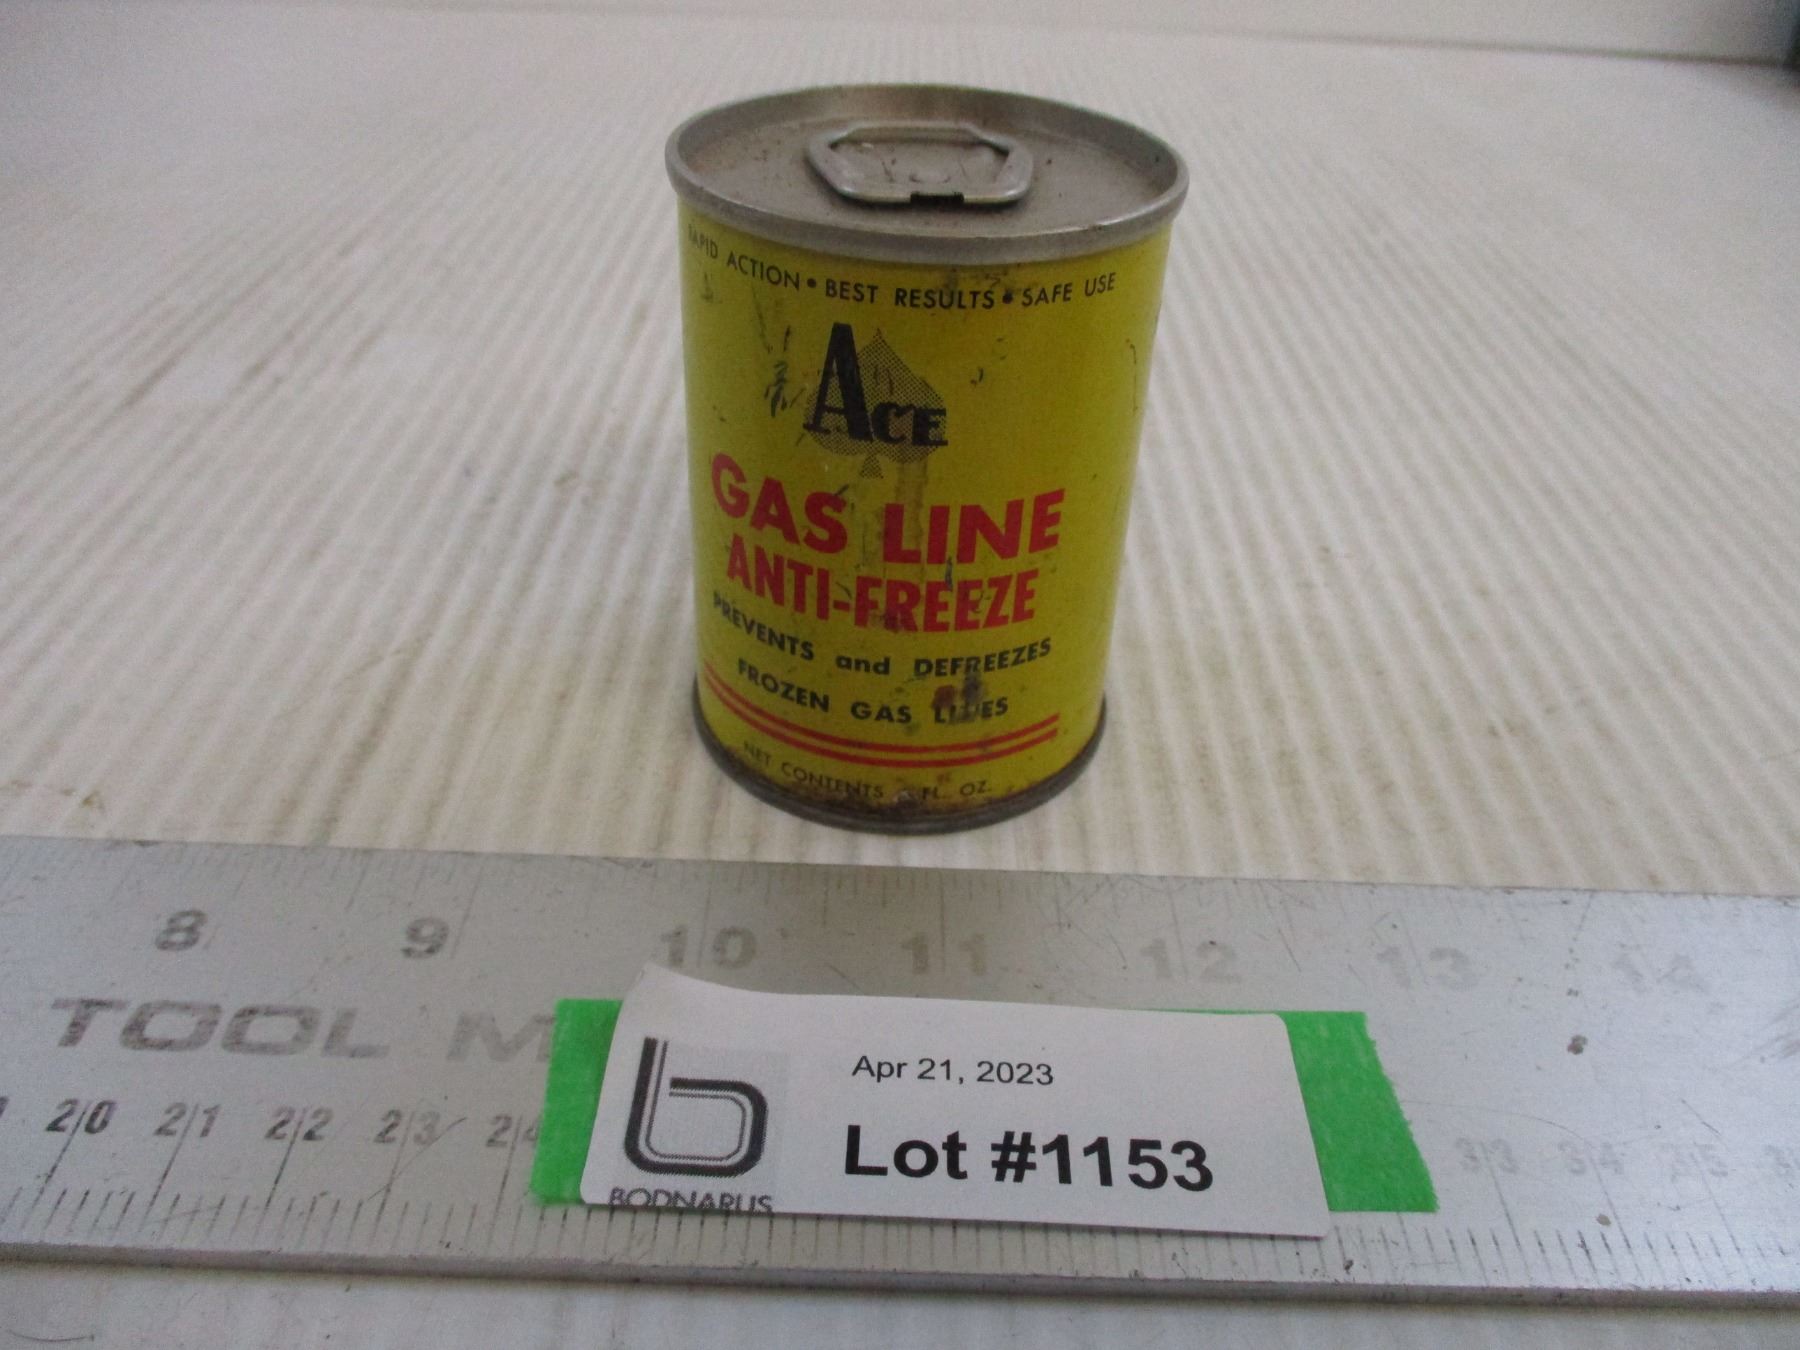 RAPID ACTION • BEST RESULTS • SAFE USE
ACE
GAS LINE
ANTI-FREEZE
PREVENTS and DEFREEZES
FROZEN GAS LINES
NET CONTENTS FL. OZ.
8 9 10 11 12 13 14
TOOL M
20 21 22 23 24 33 34 35
Apr 21, 2023
Lot #1153
BODNARUS